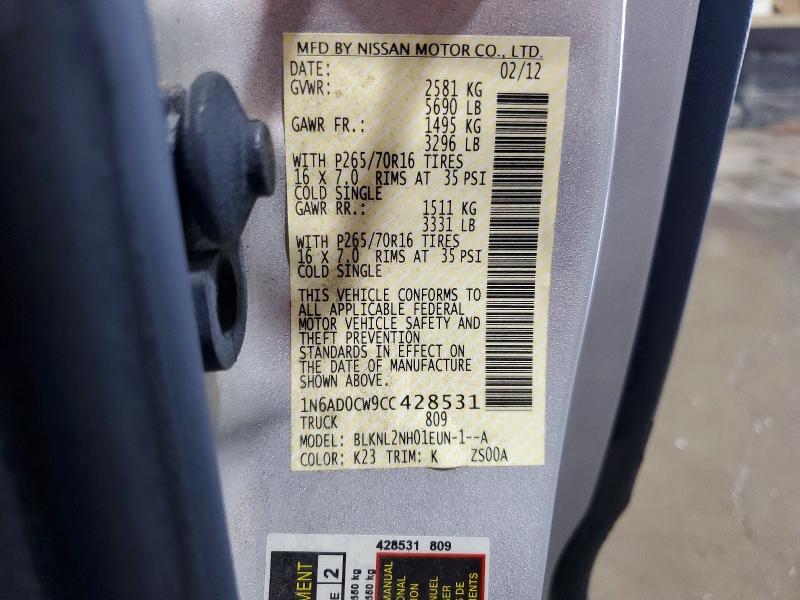 MFD BY NISSAN MOTOR CO., LTD.
DATE: 02/12
GVWR: 2581 KG
5690 LB
GAWR FR.: 1495 KG
3296 LB
WITH P265/70R16 TIRES
16 X 7.0 RIMS AT 35 PSI
COLD SINGLE
GAWR RR.: 1511 KG
3331 LB
WITH P265/70R16 TIRES
16 X 7.0 RIMS AT 35 PSI
COLD SINGLE
THIS VEHICLE CONFORMS TO
ALL APPLICABLE FEDERAL
MOTOR VEHICLE SAFETY AND
THEFT PREVENTION
STANDARDS IN EFFECT ON
THE DATE OF MANUFACTURE
SHOWN ABOVE.
1N6AD0CW9CC428531
TRUCK 809
MODEL: BLKNL2NH01EUN-1--A
COLOR: K23 TRIM: K ZS00A
428531 809
2
MANUAL